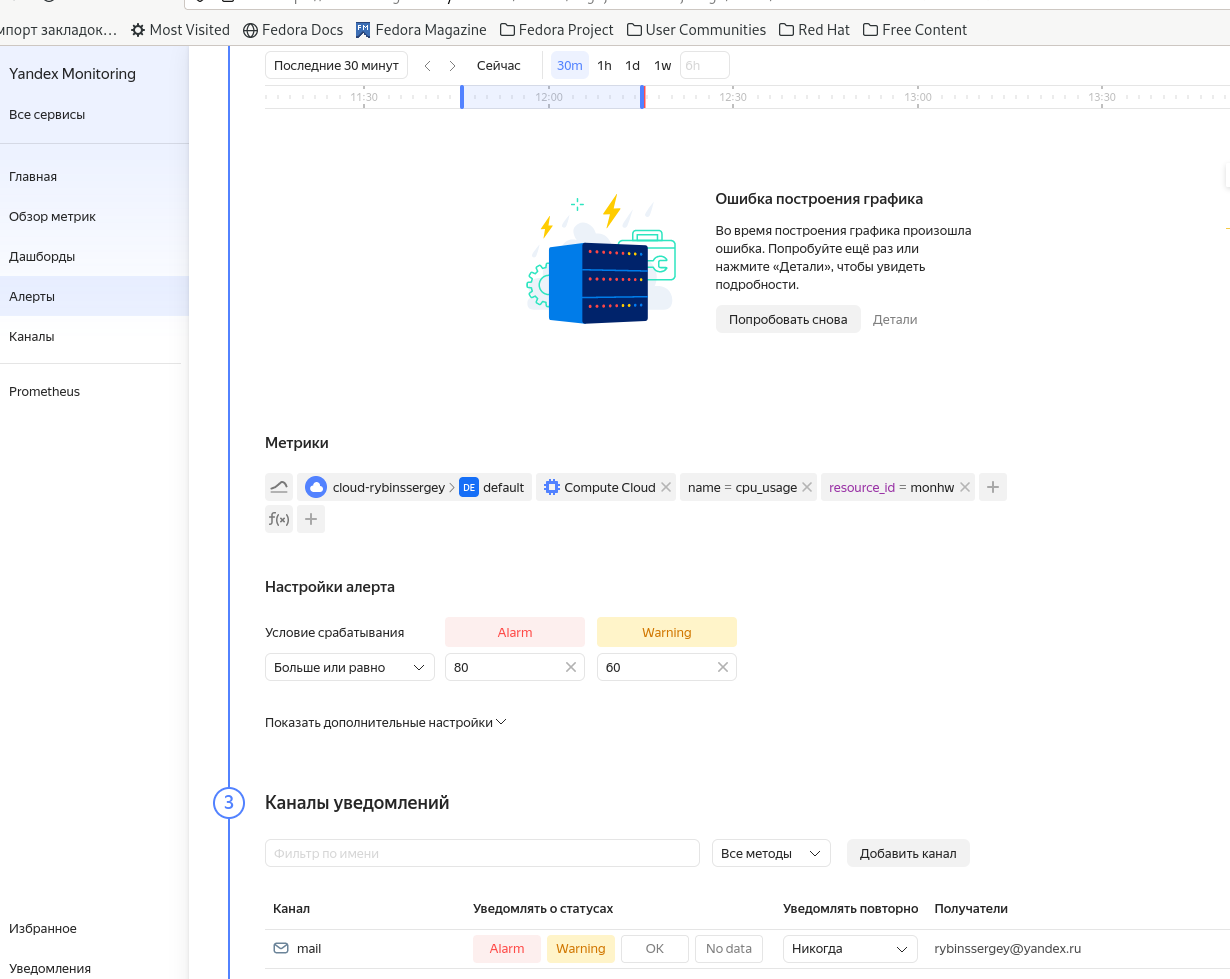 Most Visited Fedora Docs Fedora Magazine Fedora Project User Communities Red Hat Free Content
Yandex Monitoring
Все сервисы
Главная
Обзор метрик
Дашборды
Алерты
Каналы
Prometheus
Избранное
Уведомления
Последние 30 минут Сейчас 30m 1h 1d 1w 6h
11:30 12:00 12:30 13:00 13:30
Ошибка построения графика
Во время построения графика произошла
ошибка. Попробуйте ещё раз или
нажмите «Детали», чтобы увидеть
подробности.
Попробовать снова Детали
Метрики
cloud-rybinssergey > DE default Compute Cloud name = cpu_usage resource_id = monhw
f(x)
Настройки алерта
Условие срабатывания Alarm Warning
Больше или равно 80 60
Показать дополнительные настройки
3 Каналы уведомлений
Фильтр по имени Все методы Добавить канал
Канал Уведомлять о статусах Уведомлять повторно Получатели
mail Alarm Warning OK No data Никогда rybinssergey@yandex.ru